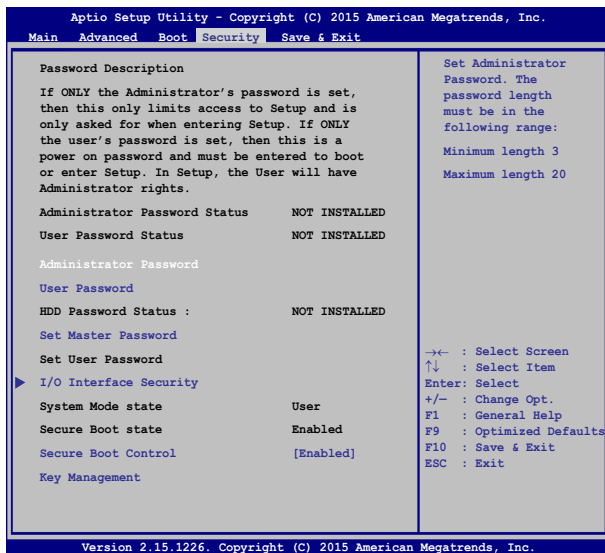 Aptio Setup Utility - Copyright (C) 2015 American Megatrends, Inc.
Main Advanced Boot Security Save & Exit
Password Description
If ONLY the Administrator's password is set,
then this only limits access to Setup and is
only asked for when entering Setup. If ONLY
the user's password is set, then this is a
power on password and must be entered to boot
or enter Setup. In Setup, the User will have
Administrator rights.
Administrator Password Status NOT INSTALLED
User Password Status NOT INSTALLED
Administrator Password
User Password
HDD Password Status : NOT INSTALLED
Set Master Password
Set User Password
I/O Interface Security
System Mode state User
Secure Boot state Enabled
Secure Boot Control [Enabled]
Key Management
Set Administrator
Password. The
password length
must be in the
following range:
Minimum length 3
Maximum length 20
→← : Select Screen
↑↓ : Select Item
Enter: Select
+/— : Change Opt.
F1 : General Help
F9 : Optimized Defaults
F10 : Save & Exit
ESC : Exit
Version 2.15.1226. Copyright (C) 2015 American Megatrends, Inc.